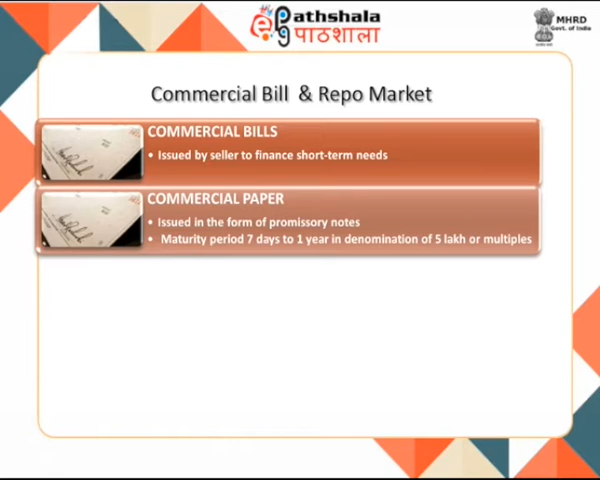 ePG Pathshala
पाठशाला
MHRD
Govt. of India
Commercial Bill & Repo Market
COMMERCIAL BILLS
• Issued by seller to finance short-term needs
COMMERCIAL PAPER
• Issued in the form of promissory notes
• Maturity period 7 days to 1 year in denomination of 5 lakh or multiples